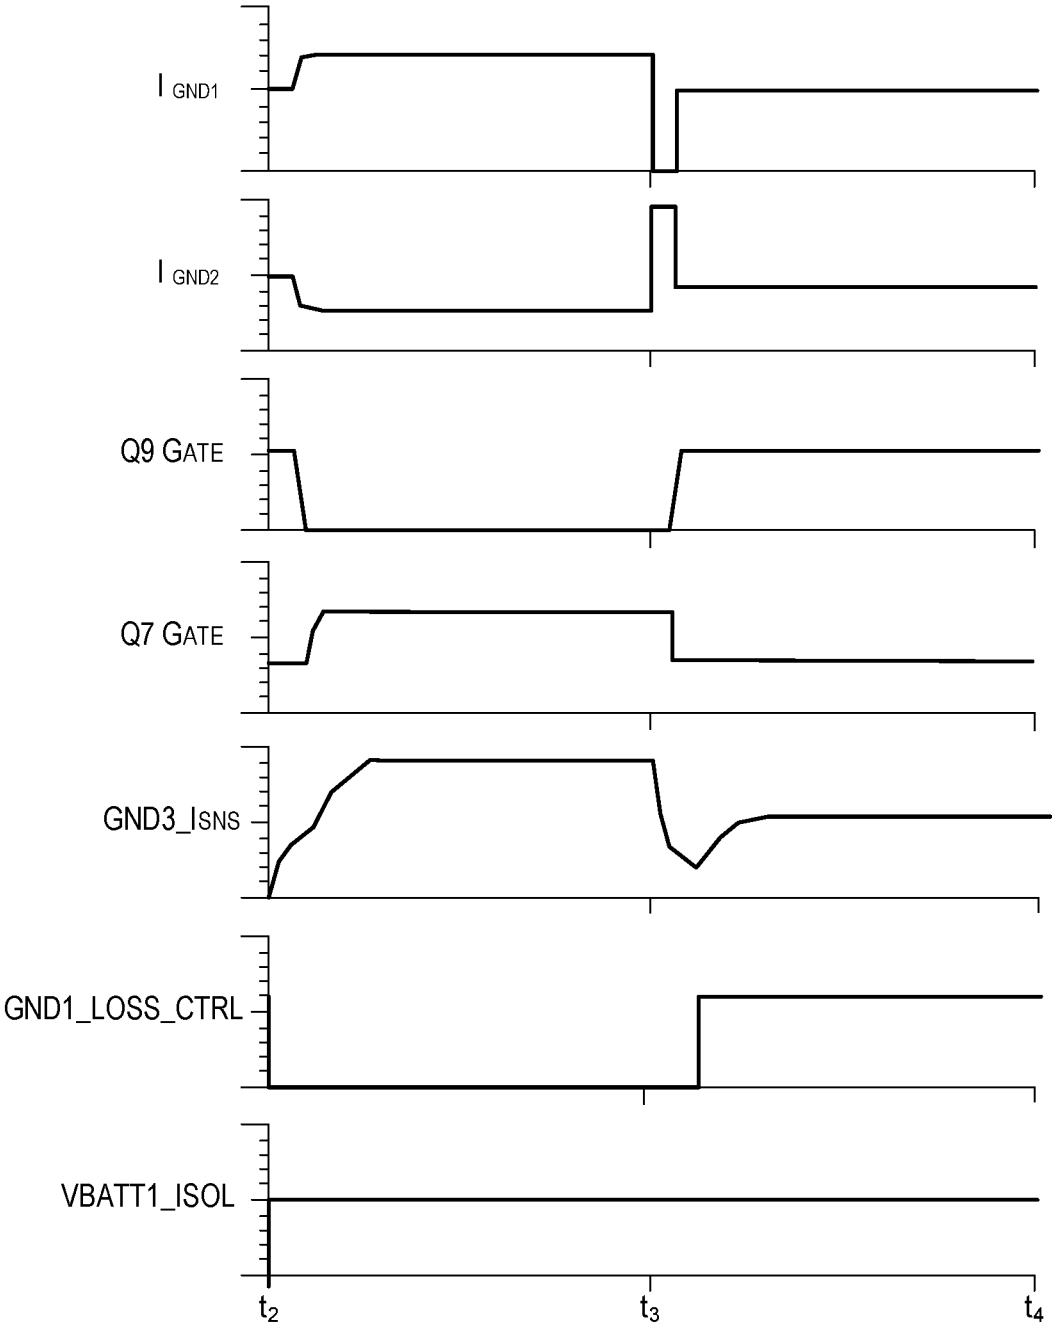 I GND1
I GND2
Q9 GATE
Q7 GATE
GND3_ISNS
GND1_LOSS_CTRL
VBATT1_ISOL
t2 t3 t4